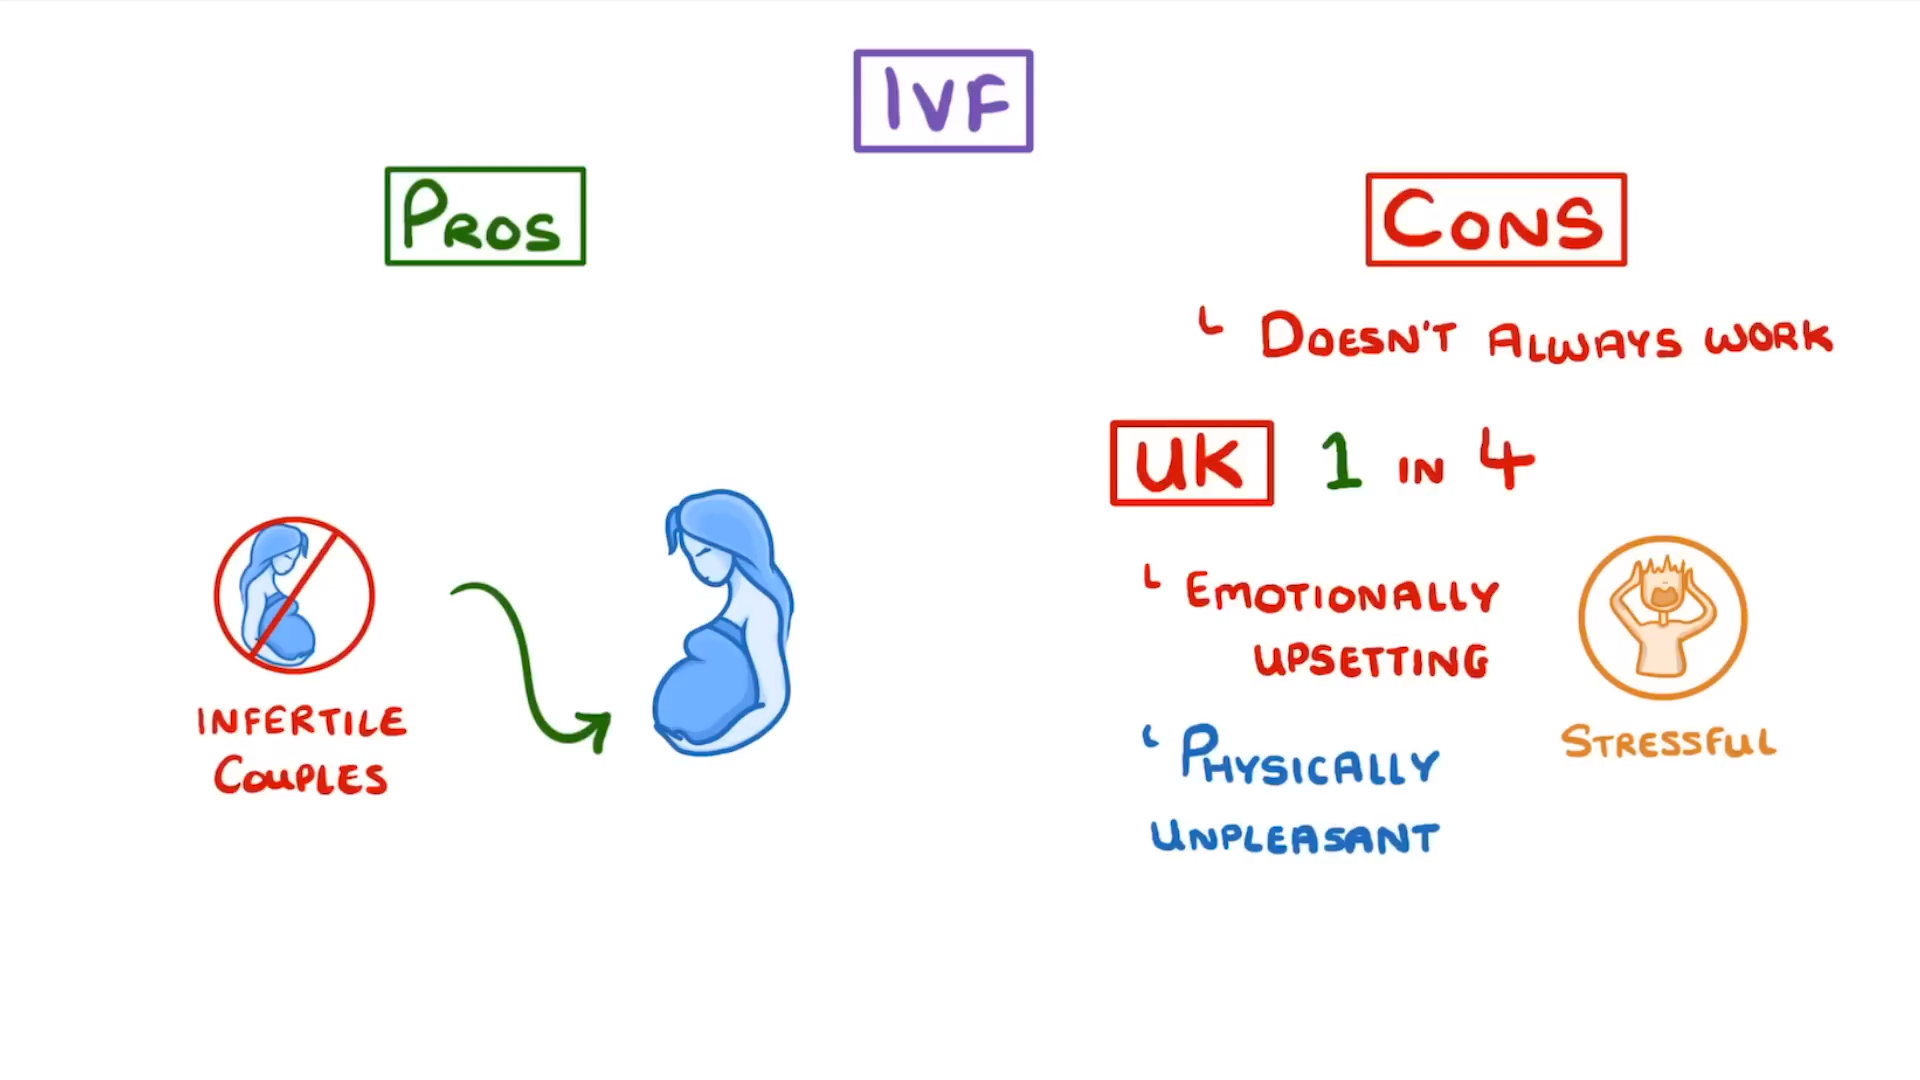 IVF
PROS
CONS
DOESN'T ALWAYS WORK
UK 1 IN 4
EMOTIONALLY
UPSETTING
PHYSICALLY
UNPLEASANT
STRESSFUL
INFERTILE
COUPLES